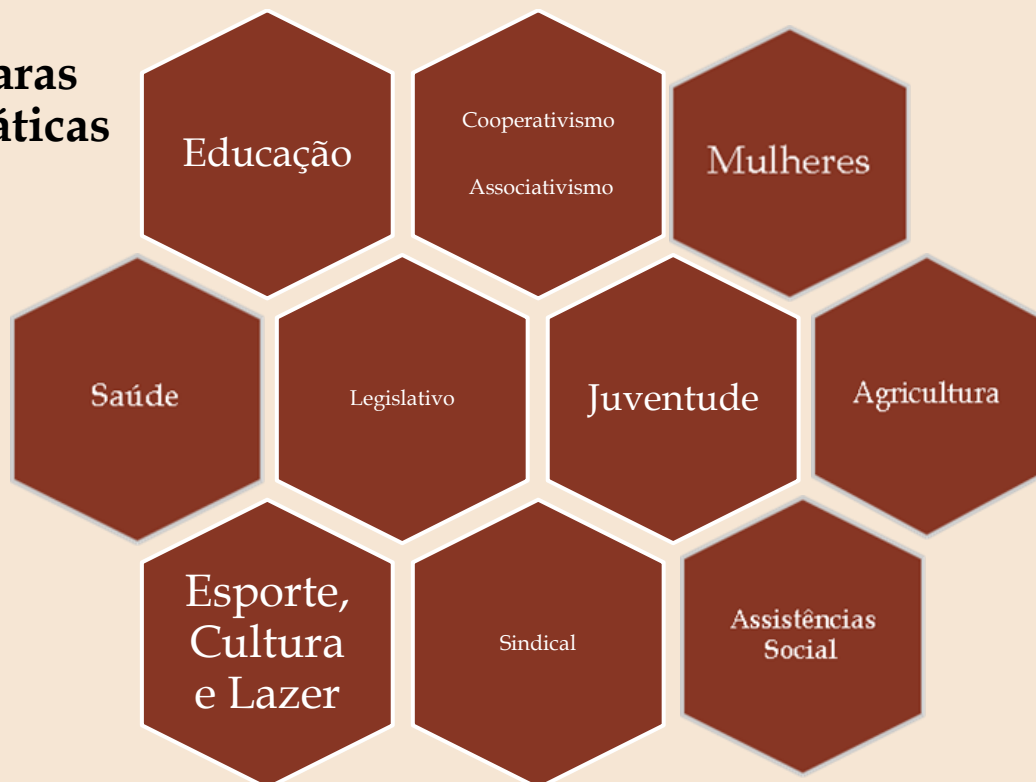 aras
áticas
Educação
Cooperativismo
Associativismo
Mulheres
Saúde
Legislativo
Juventude
Agricultura
Esporte,
Cultura
e Lazer
Sindical
Assistências
Social